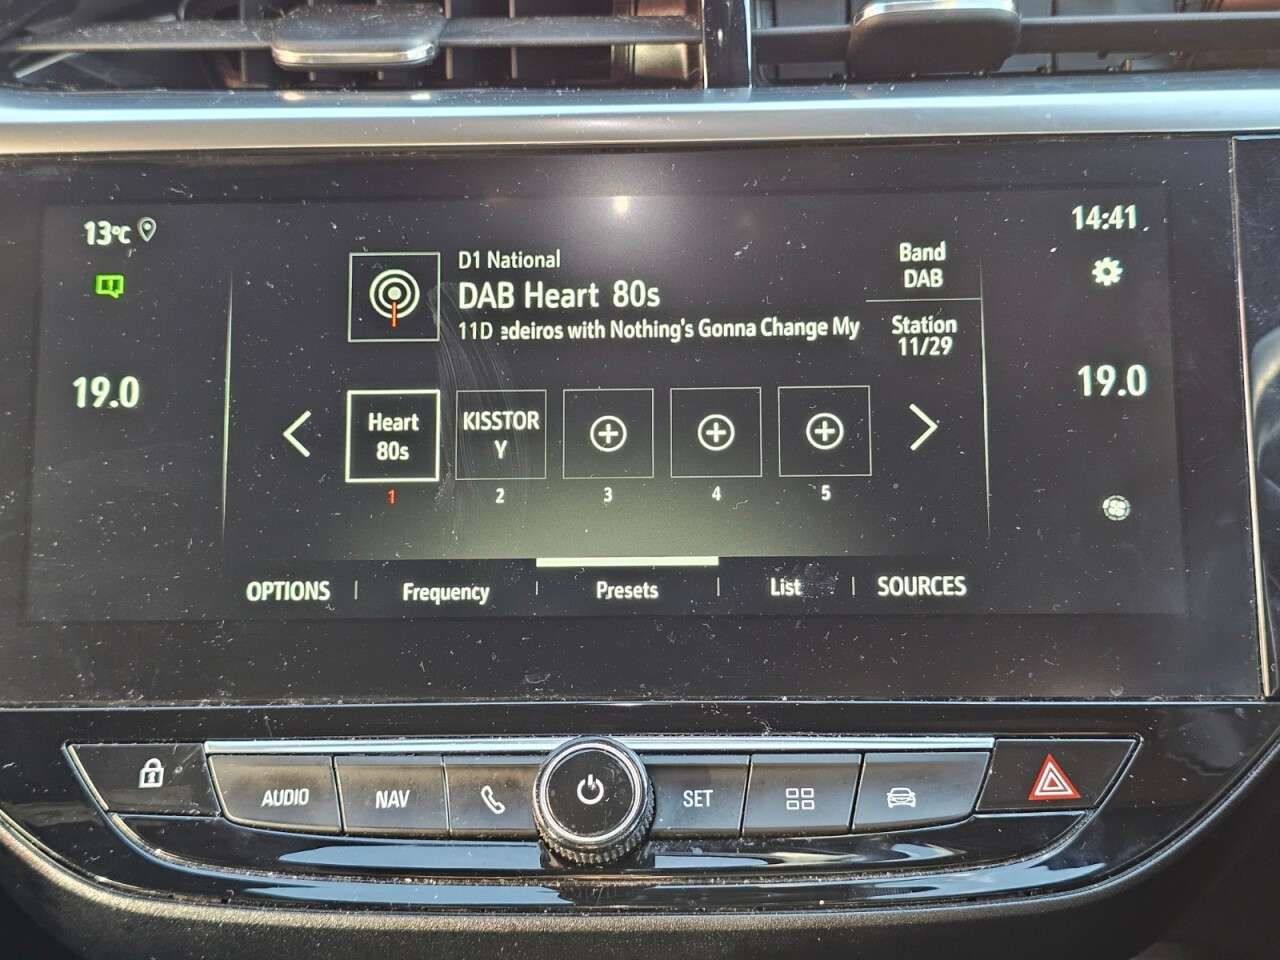 13°C
14:41
D1 National
DAB Heart 80s
11D edeiros with Nothing's Gonna Change My
Band
DAB
Station
11/29
19.0
19.0
Heart
80s
KISSTOR
Y
1
2
3
4
5
OPTIONS
Frequency
Presets
List
SOURCES
AUDIO
NAV
SET